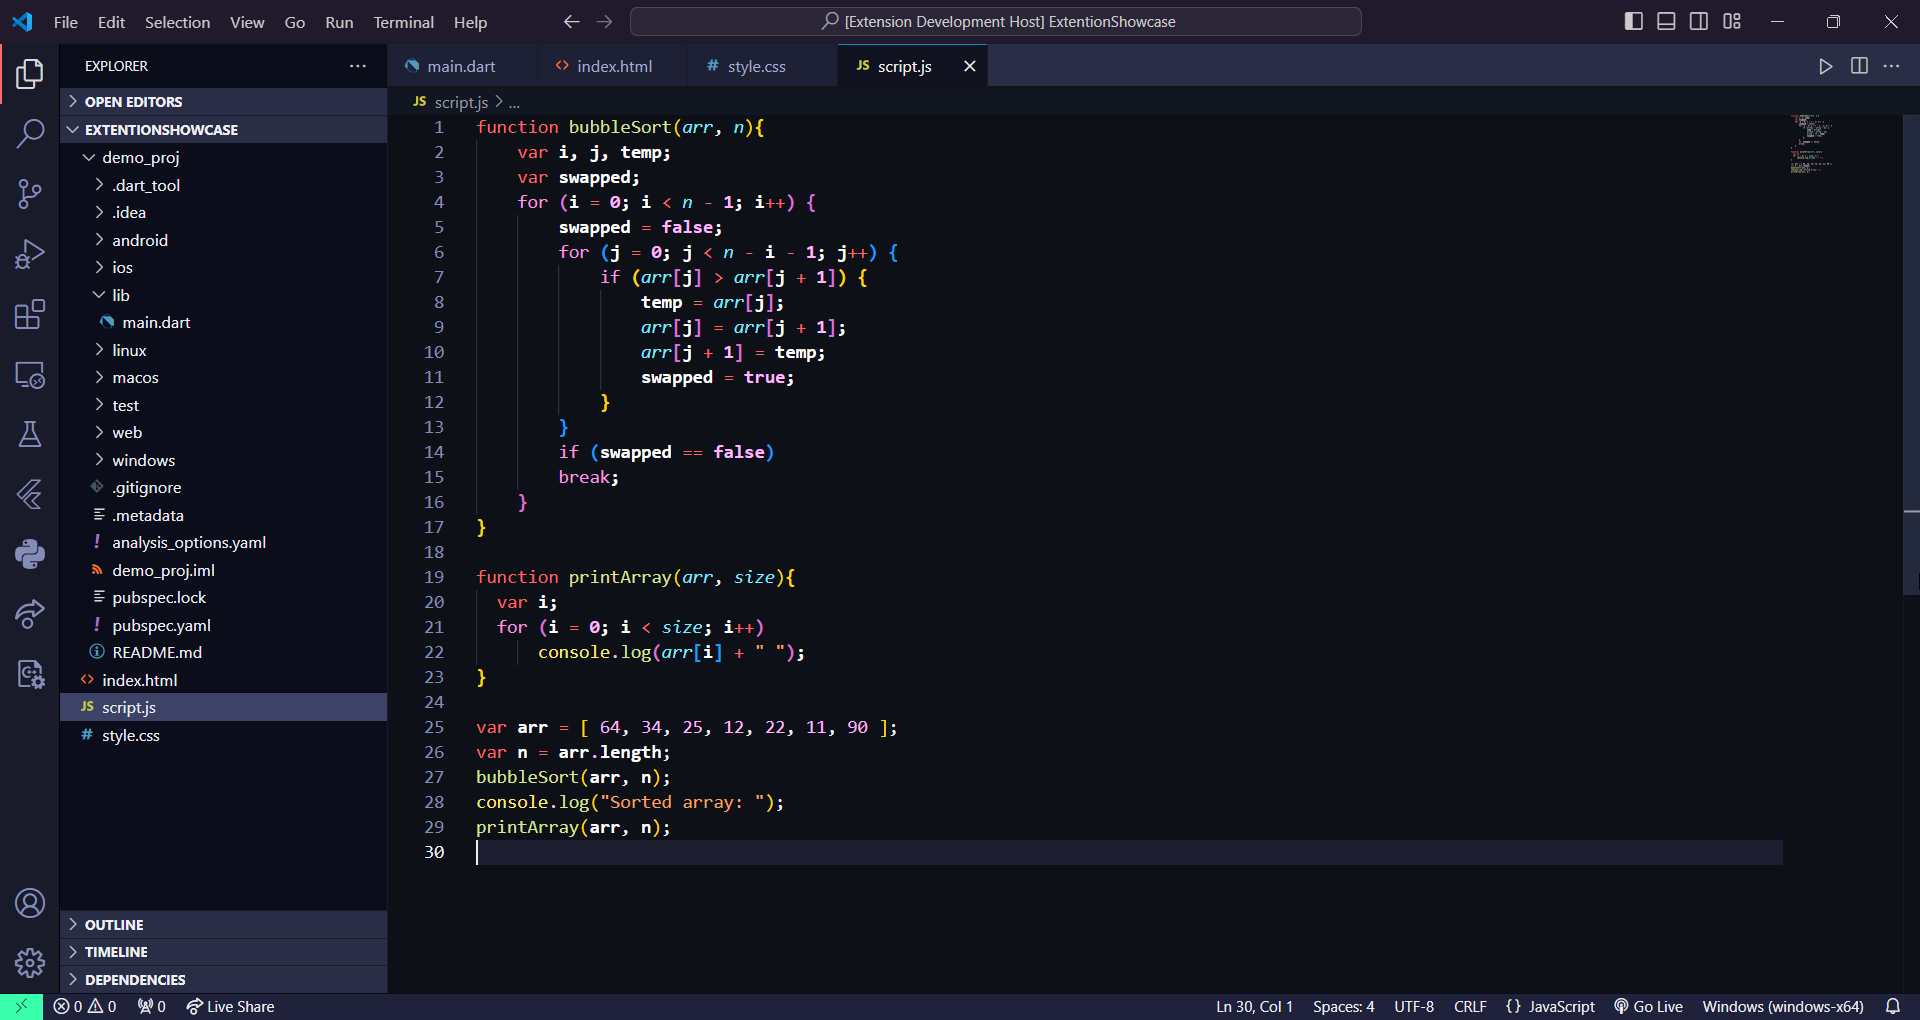 File Edit Selection View Go Run Terminal Help
[Extension Development Host] ExtentionShowcase
EXPLORER
OPEN EDITORS
EXTENTIONSHOWCASE
demo_proj
.dart_tool
.idea
android
ios
lib
main.dart
linux
macos
test
web
windows
.gitignore
.metadata
! analysis_options.yaml
demo_proj.iml
pubspec.lock
! pubspec.yaml
README.md
<> index.html
JS script.js
# style.css
OUTLINE
TIMELINE
DEPENDENCIES
main.dart <> index.html # style.css JS script.js
JS script.js > ...
1 function bubbleSort(arr, n){
2     var i, j, temp;
3     var swapped;
4     for (i = 0; i < n - 1; i++) {
5         swapped = false;
6         for (j = 0; j < n - i - 1; j++) {
7             if (arr[j] > arr[j + 1]) {
8                 temp = arr[j];
9                 arr[j] = arr[j + 1];
10                 arr[j + 1] = temp;
11                 swapped = true;
12             }
13         }
14         if (swapped == false)
15         break;
16     }
17 }
18
19 function printArray(arr, size){
20   var i;
21   for (i = 0; i < size; i++)
22       console.log(arr[i] + " ");
23 }
24
25 var arr = [ 64, 34, 25, 12, 22, 11, 90 ];
26 var n = arr.length;
27 bubbleSort(arr, n);
28 console.log("Sorted array: ");
29 printArray(arr, n);
30
0 0 0 Live Share
Ln 30, Col 1 Spaces: 4 UTF-8 CRLF {} JavaScript Go Live Windows (windows-x64)